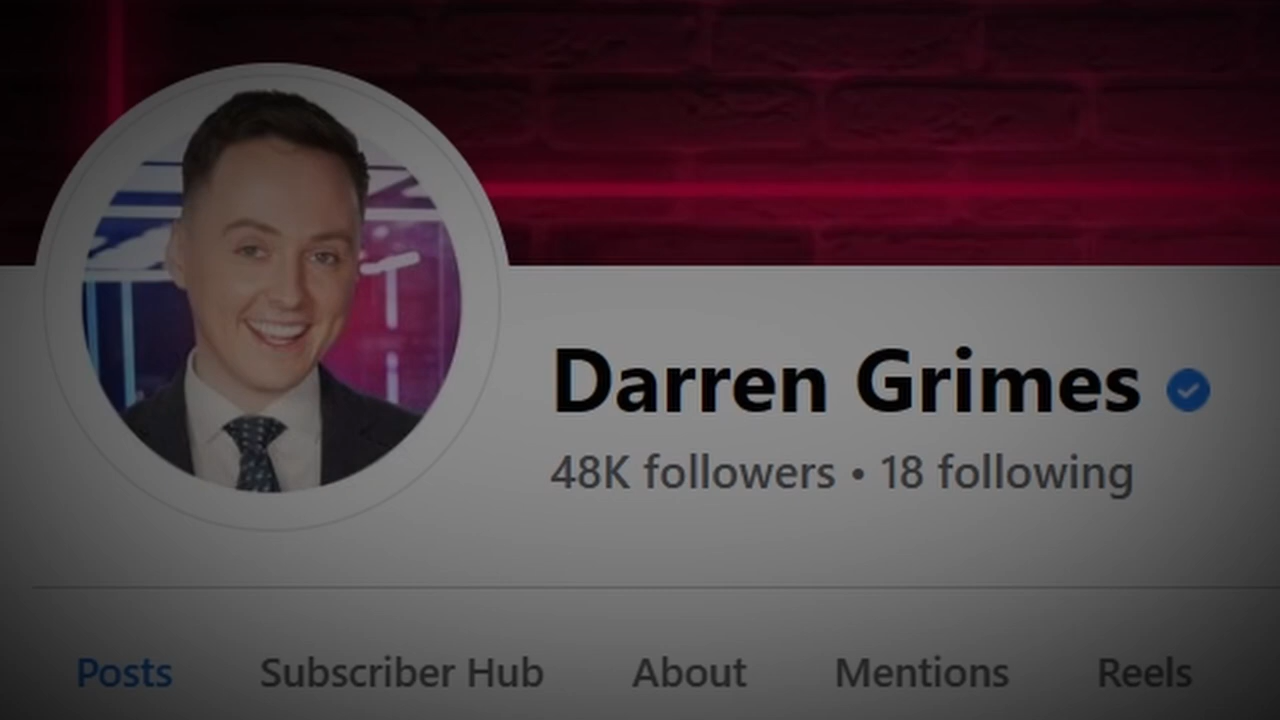 Darren Grimes
48K followers • 18 following
Posts Subscriber Hub About Mentions Reels